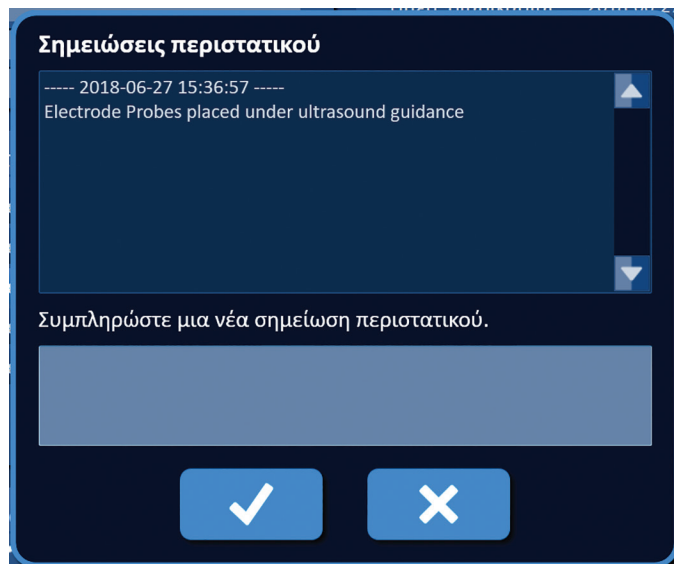 Σημειώσεις περιστατικού
----- 2018-06-27 15:36:57 -----
Electrode Probes placed under ultrasound guidance
Συμπληρώστε μια νέα σημείωση περιστατικού.